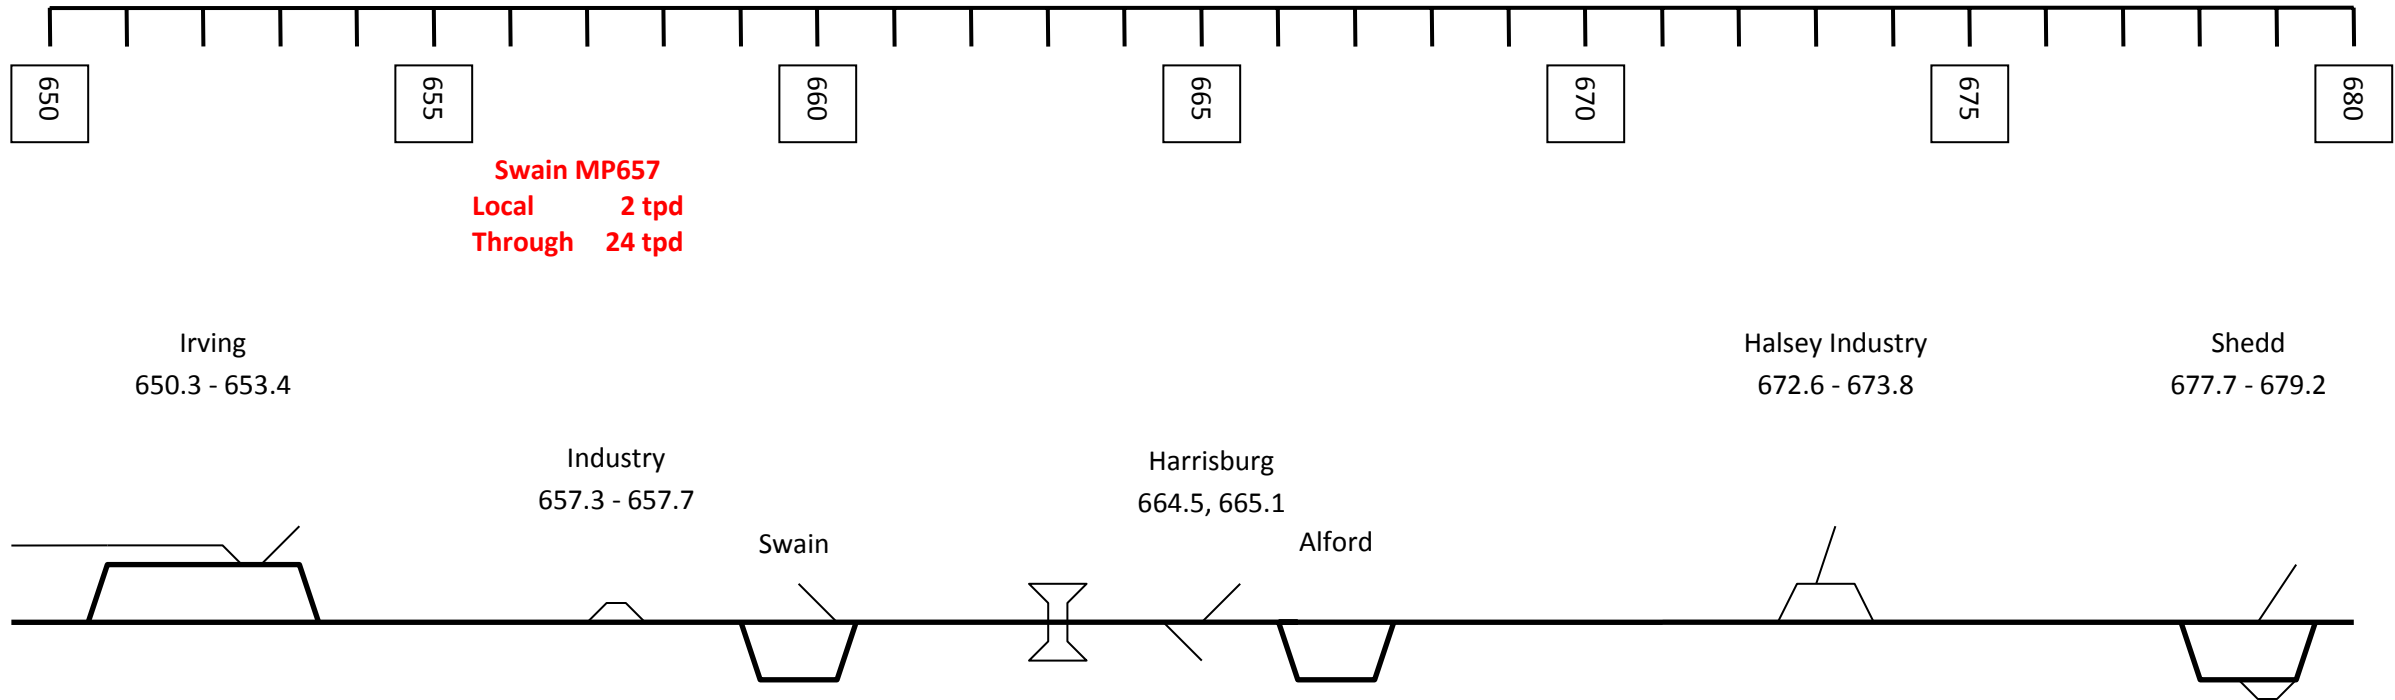 650
655
660
665
670
675
680
Swain MP657
Local 2 tpd
Through 24 tpd
Irving
650.3 - 653.4
Halsey Industry
672.6 - 673.8
Shedd
677.7 - 679.2
Industry
657.3 - 657.7
Harrisburg
664.5, 665.1
Swain
Alford